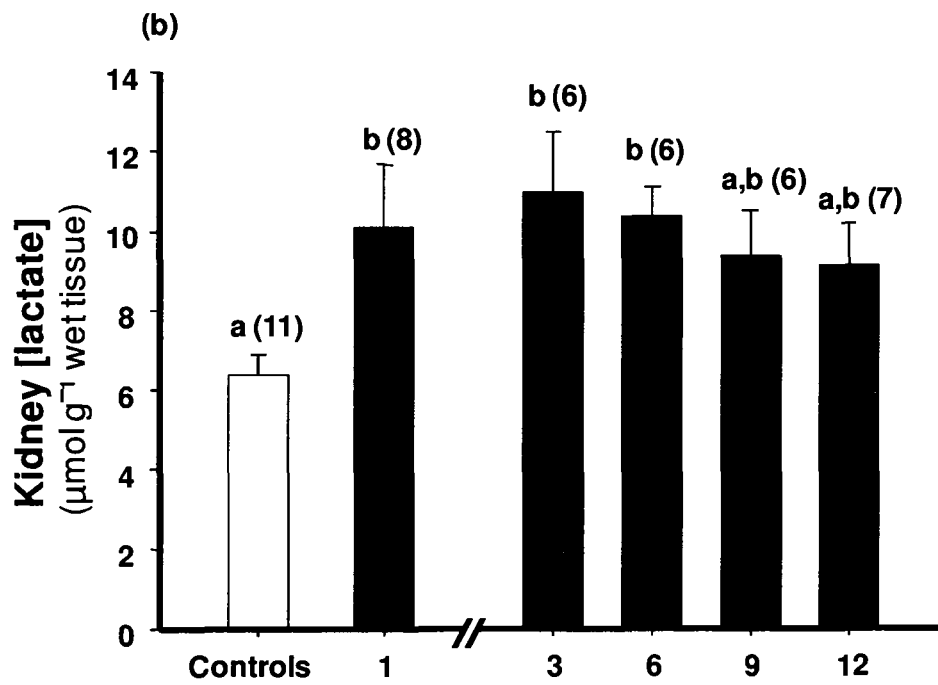 (b)
Kidney [lactate]
(μmol g⁻¹ wet tissue)
14
12
10
8
6
4
2
0
a (11)
b (8)
b (6)
b (6)
a,b (6)
a,b (7)
Controls 1 3 6 9 12